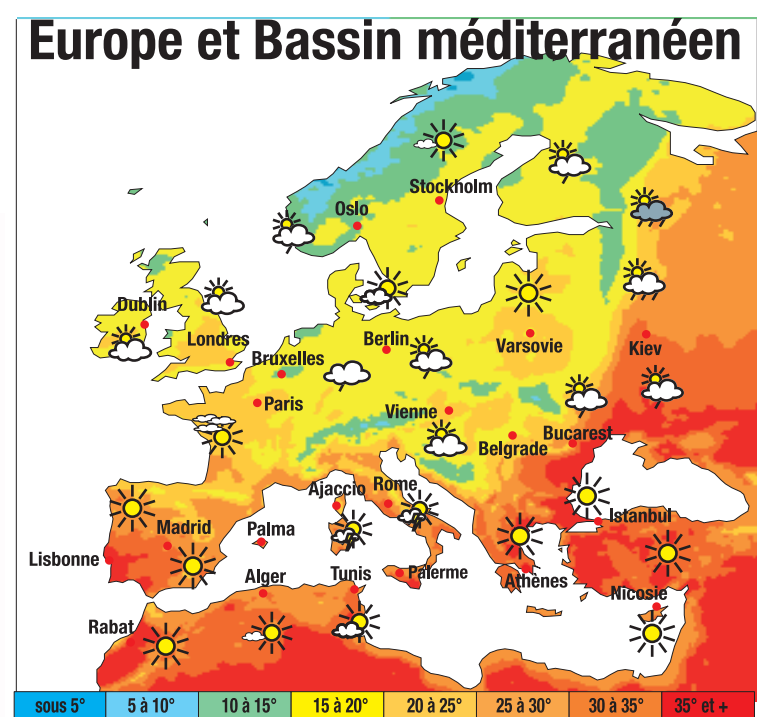 Europe et Bassin méditerranéen
Stockholm
Oslo
Dublin
Londres
Berlin
Varsovie
Kiev
Bruxelles
Paris
Vienne
Belgrade
Bucarest
Ajaccio
Rome
Istanbul
Madrid
Palma
Lisbonne
Alger
Tunis
Palerme
Athènes
Nicosie
Rabat
sous 5°
5 à 10°
10 à 15°
15 à 20°
20 à 25°
25 à 30°
30 à 35°
35° et +